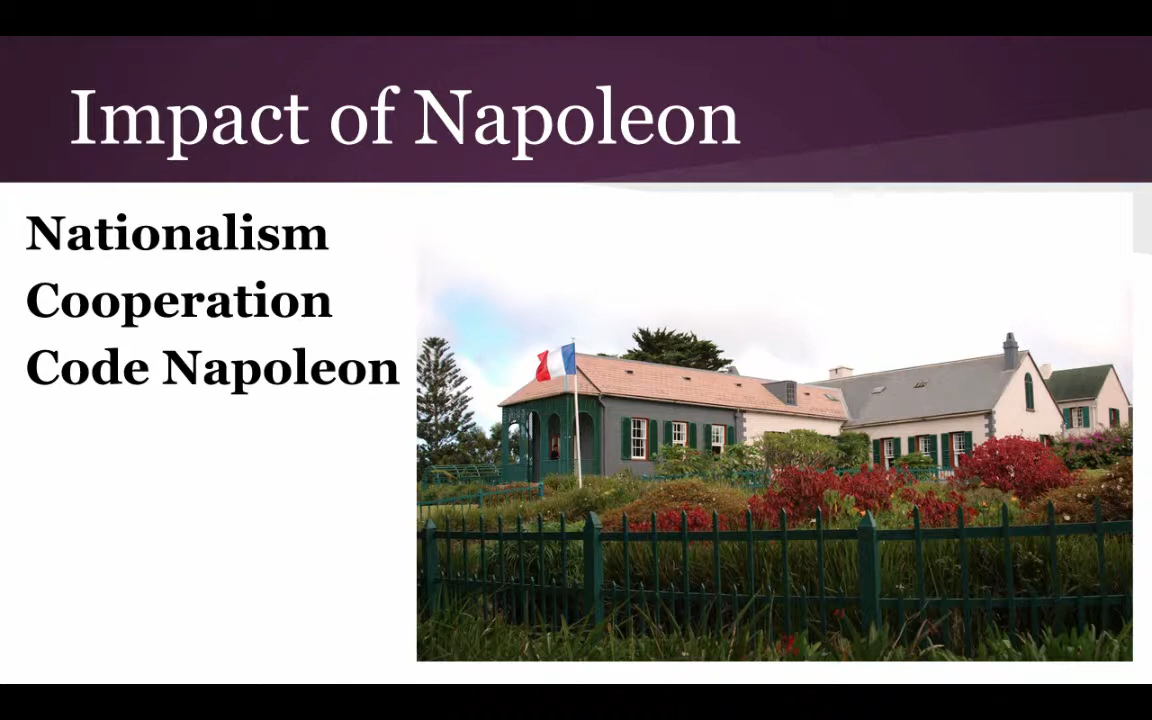 Impact of Napoleon
Nationalism
Cooperation
Code Napoleon